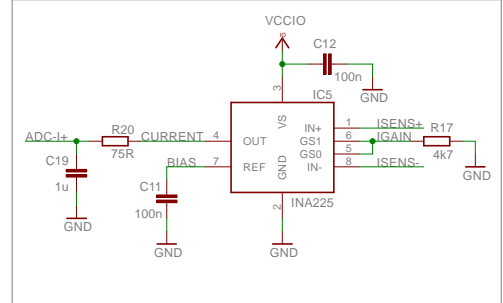 VCCIO
C12
100n
GND
IC5
3
VS
ADC-I+
R20
75R
CURRENT
4
OUT
IN+
1
ISENS+
GS1
6
IGAIN
R17
4k7
GND
GS0
5
BIAS
7
REF
GND
IN-
8
ISENS-
C19
1u
C11
100n
2
INA225
GND
GND
GND